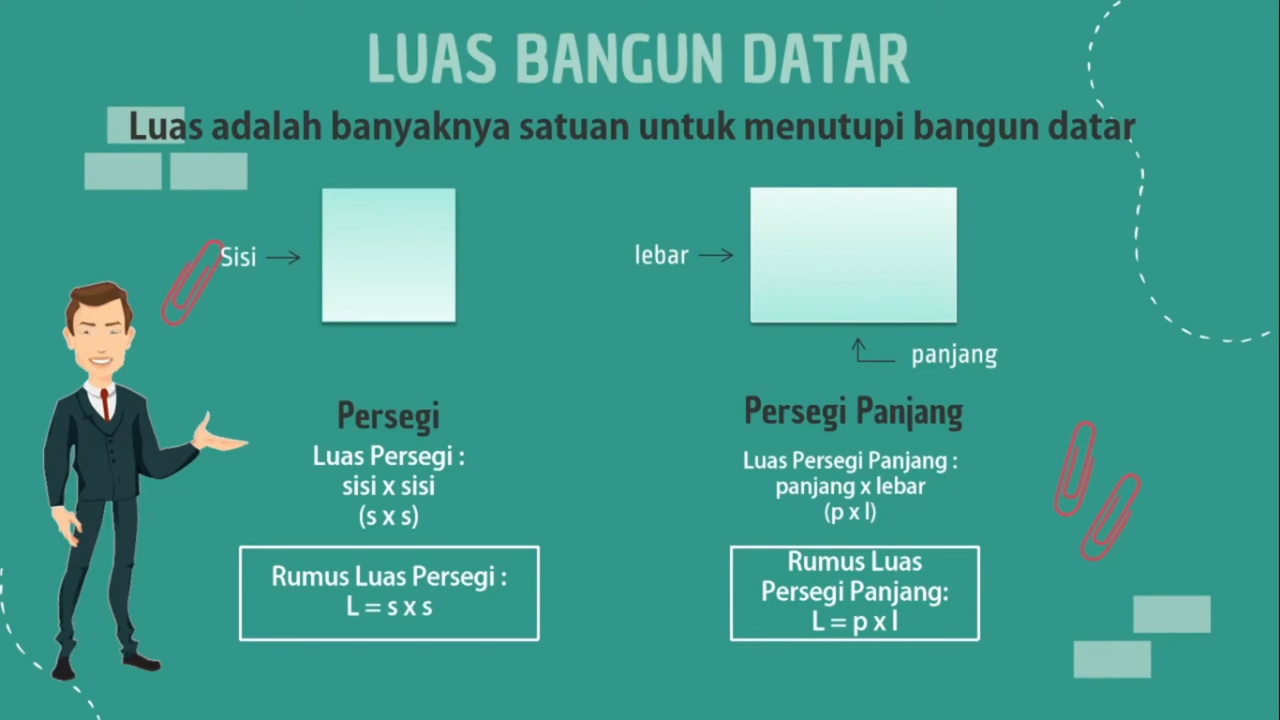 LUAS BANGUN DATAR
Luas adalah banyaknya satuan untuk menutupi bangun datar
Sisi
lebar
panjang
Persegi
Luas Persegi :
sisi x sisi
(s x s)
Rumus Luas Persegi :
L = s x s
Persegi Panjang
Luas Persegi Panjang :
panjang x lebar
(p x l)
Rumus Luas
Persegi Panjang:
L = p x l